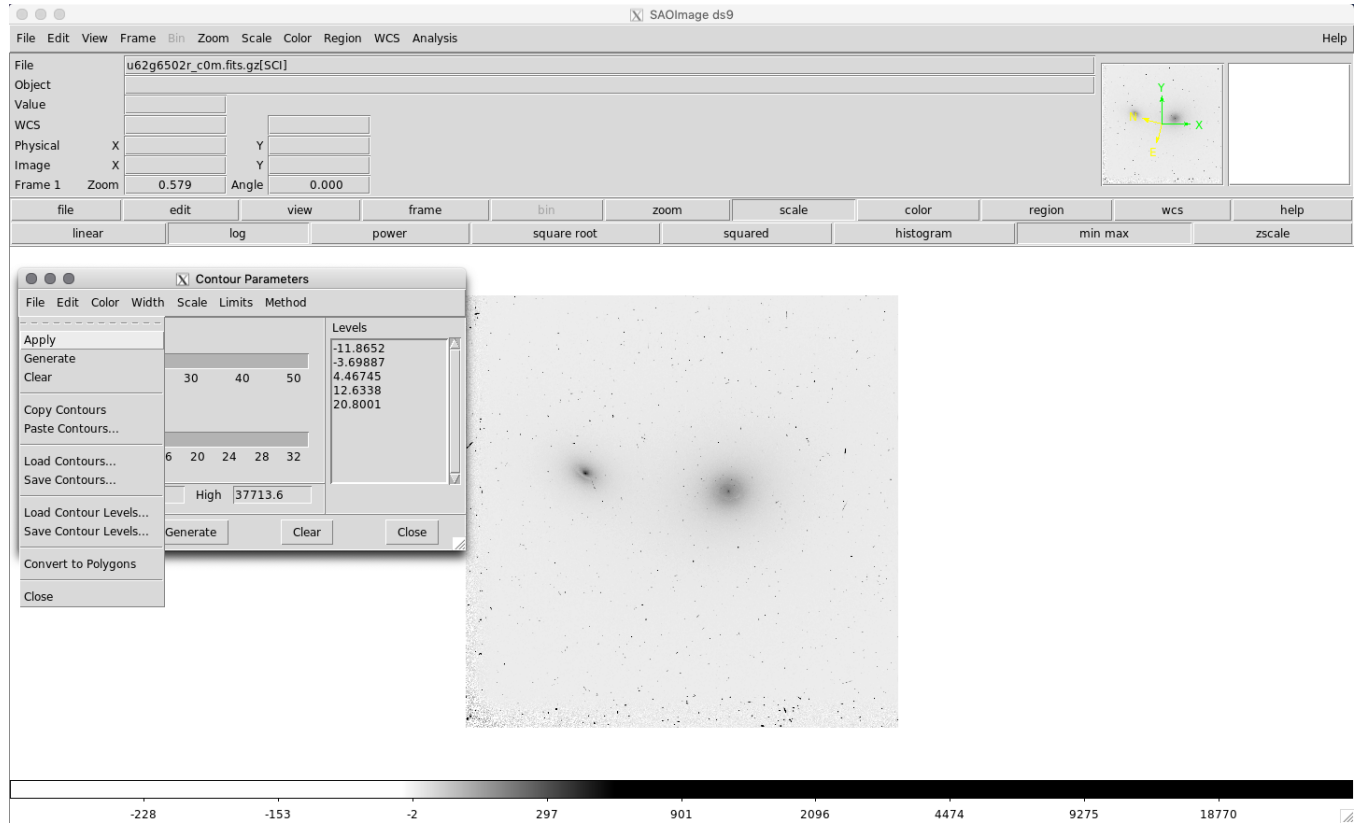 SAOImage ds9
File Edit View Frame Bin Zoom Scale Color Region WCS Analysis Help
File u62g6502r_c0m.fits.gz[SCI]
Object
Value
WCS
Physical X Y
Image X Y
Frame 1 Zoom 0.579 Angle 0.000
Y
X
E
file edit view frame bin zoom scale color region wcs help
linear log power square root squared histogram min max zscale
Contour Parameters
File Edit Color Width Scale Limits Method
Apply
Generate
Clear
Copy Contours
Paste Contours...
Load Contours...
Save Contours...
Load Contour Levels...
Save Contour Levels...
Convert to Polygons
Close
30 40 50
6 20 24 28 32
High 37713.6
Levels
-11.8652
-3.69887
4.46745
12.6338
20.8001
Generate Clear Close
-228 -153 -2 297 901 2096 4474 9275 18770